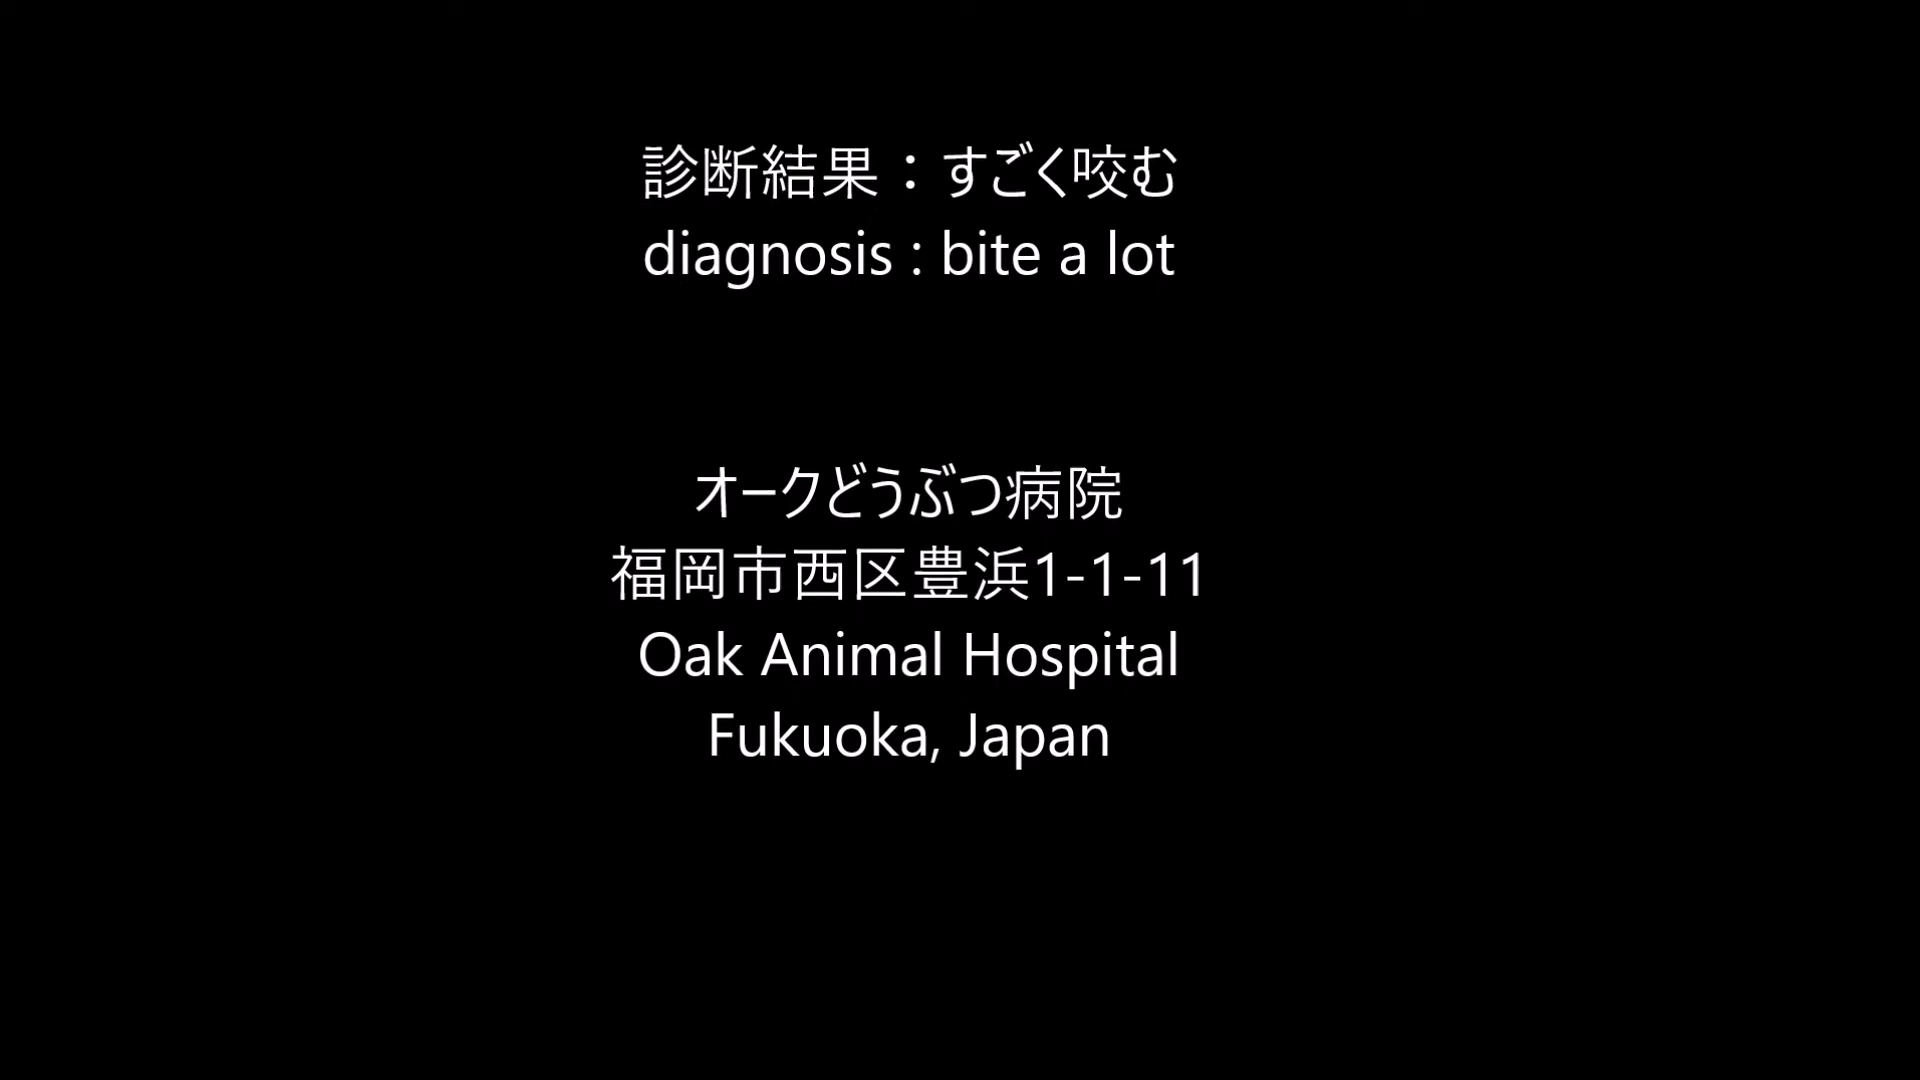 診断結果：すごく咬む
diagnosis : bite a lot
オークどうぶつ病院
福岡市西区豊浜1-1-11
Oak Animal Hospital
Fukuoka, Japan